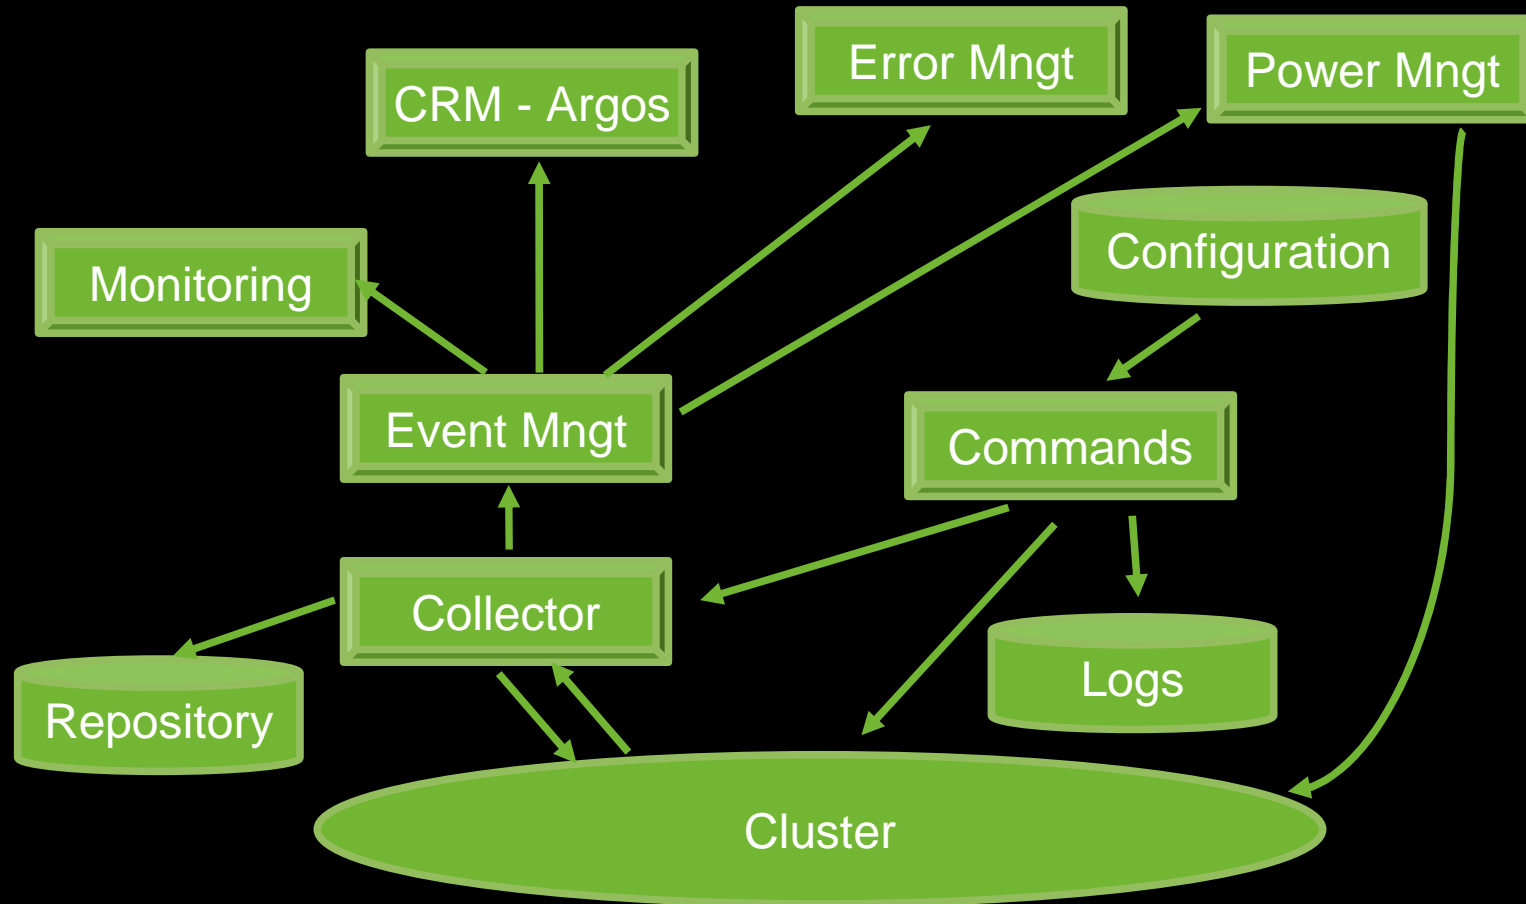 Error Mngt
Power Mngt
CRM - Argos
Configuration
Monitoring
Event Mngt
Commands
Collector
Logs
Repository
Cluster